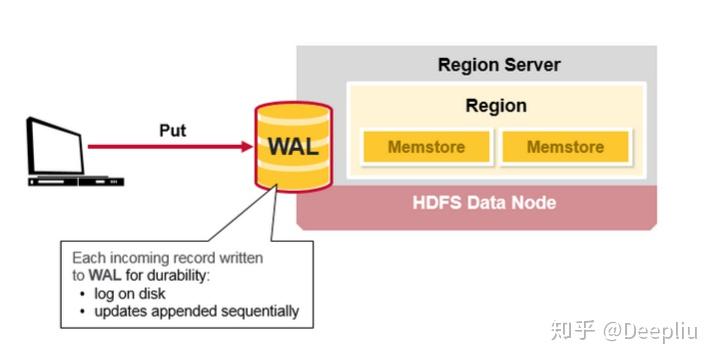 Region Server
Region
Put
WAL
Memstore
Memstore
HDFS Data Node
Each incoming record written
to WAL for durability:
• log on disk
• updates appended sequentially
知乎 @Deepliu